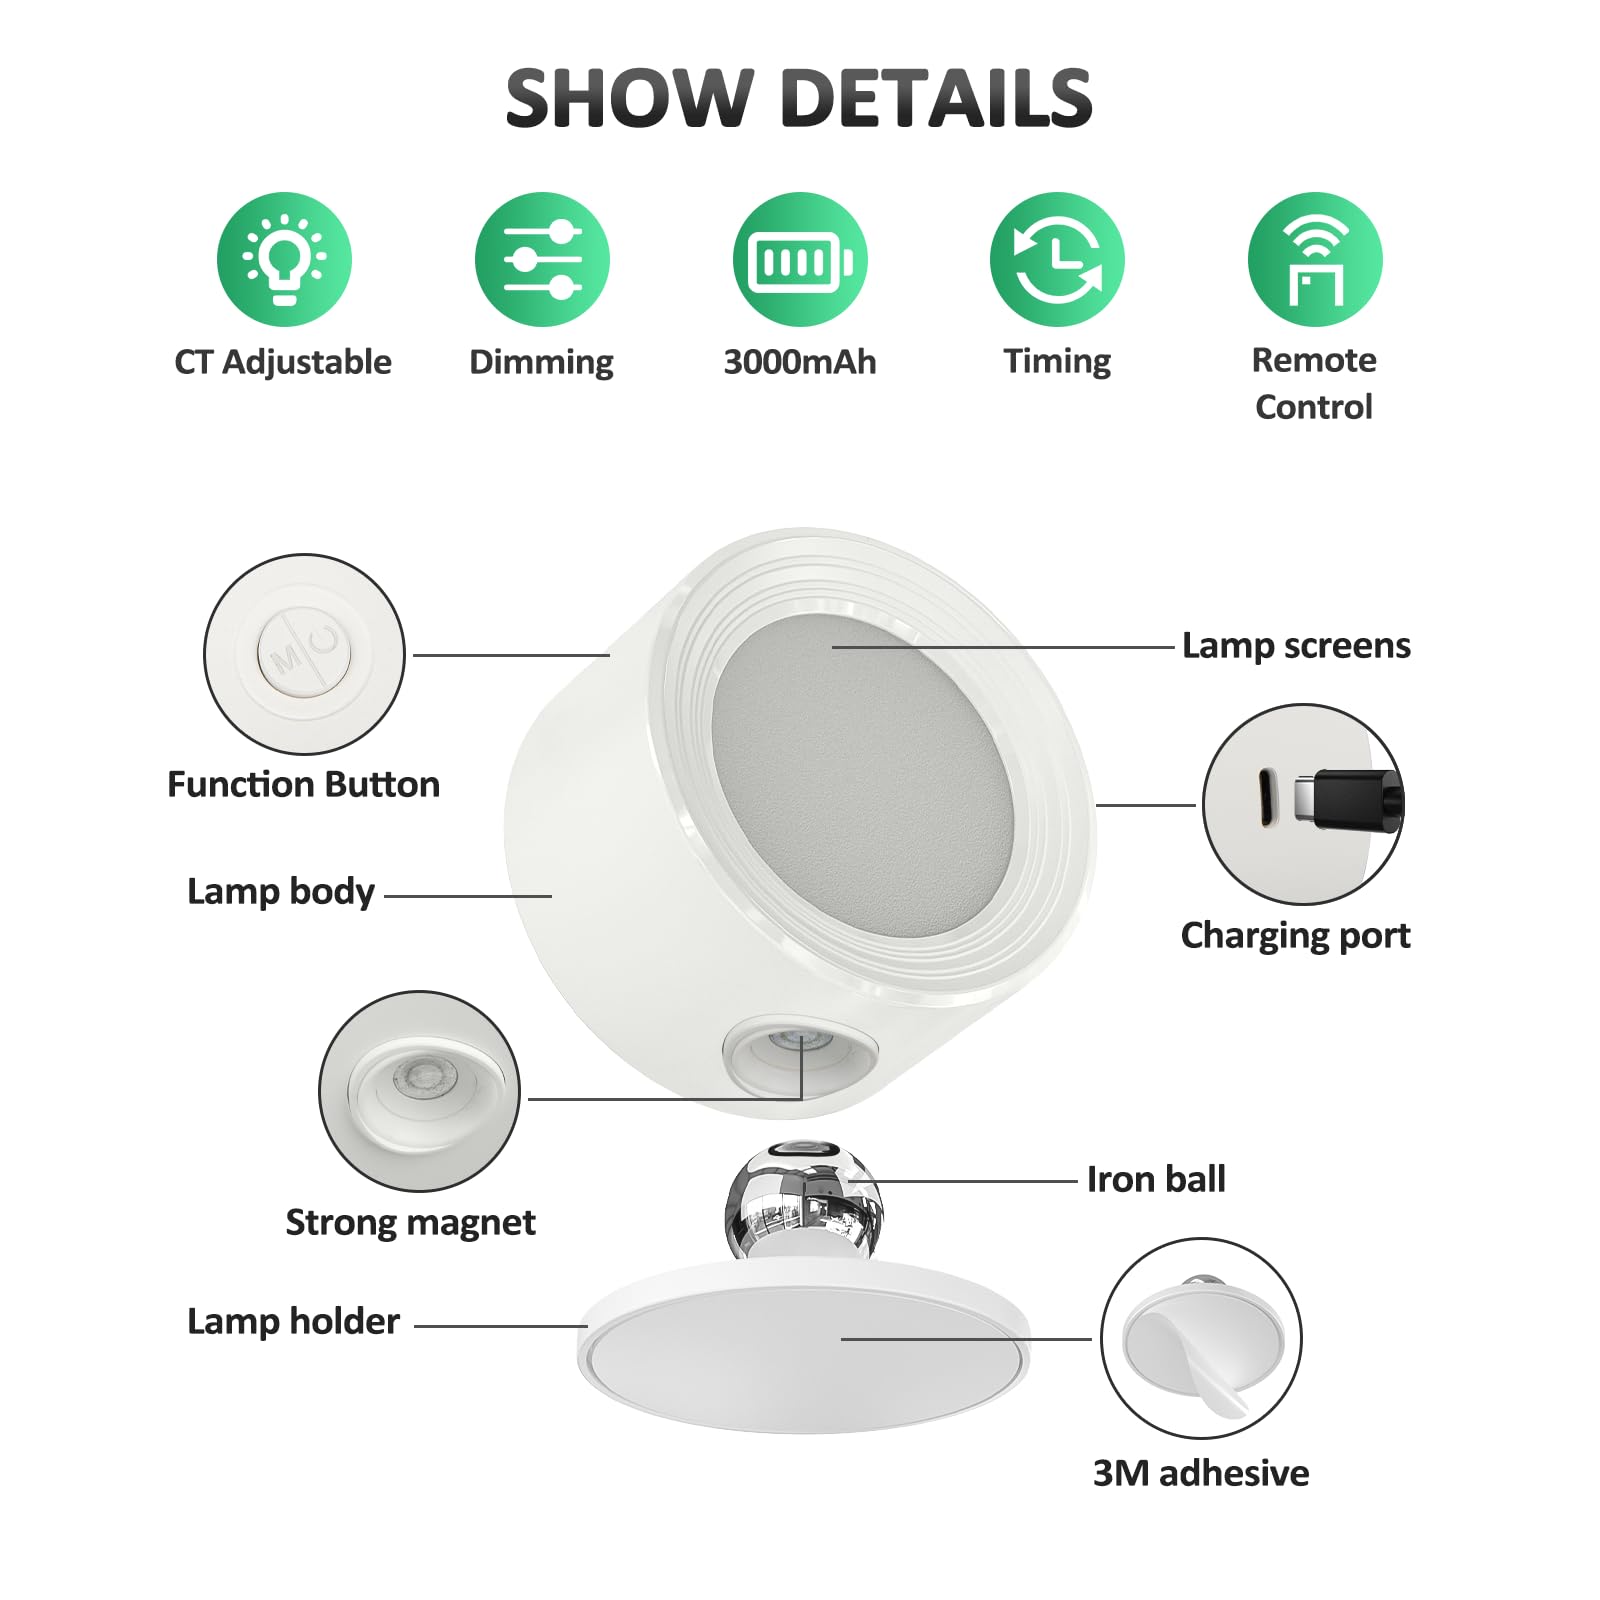 SHOW DETAILS
CT Adjustable
Dimming
3000mAh
Timing
Remote
Control
M C
Function Button
Lamp screens
Lamp body
Charging port
Strong magnet
Iron ball
Lamp holder
3M adhesive